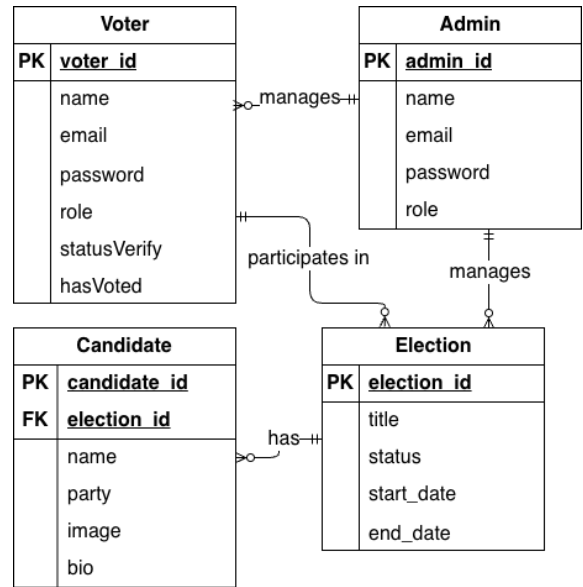 Voter
PK voter_id
name
email
password
role
statusVerify
hasVoted
manages
Admin
PK admin_id
name
email
password
role
participates in
manages
Candidate
PK candidate_id
FK election_id
name
party
image
bio
has
Election
PK election_id
title
status
start_date
end_date